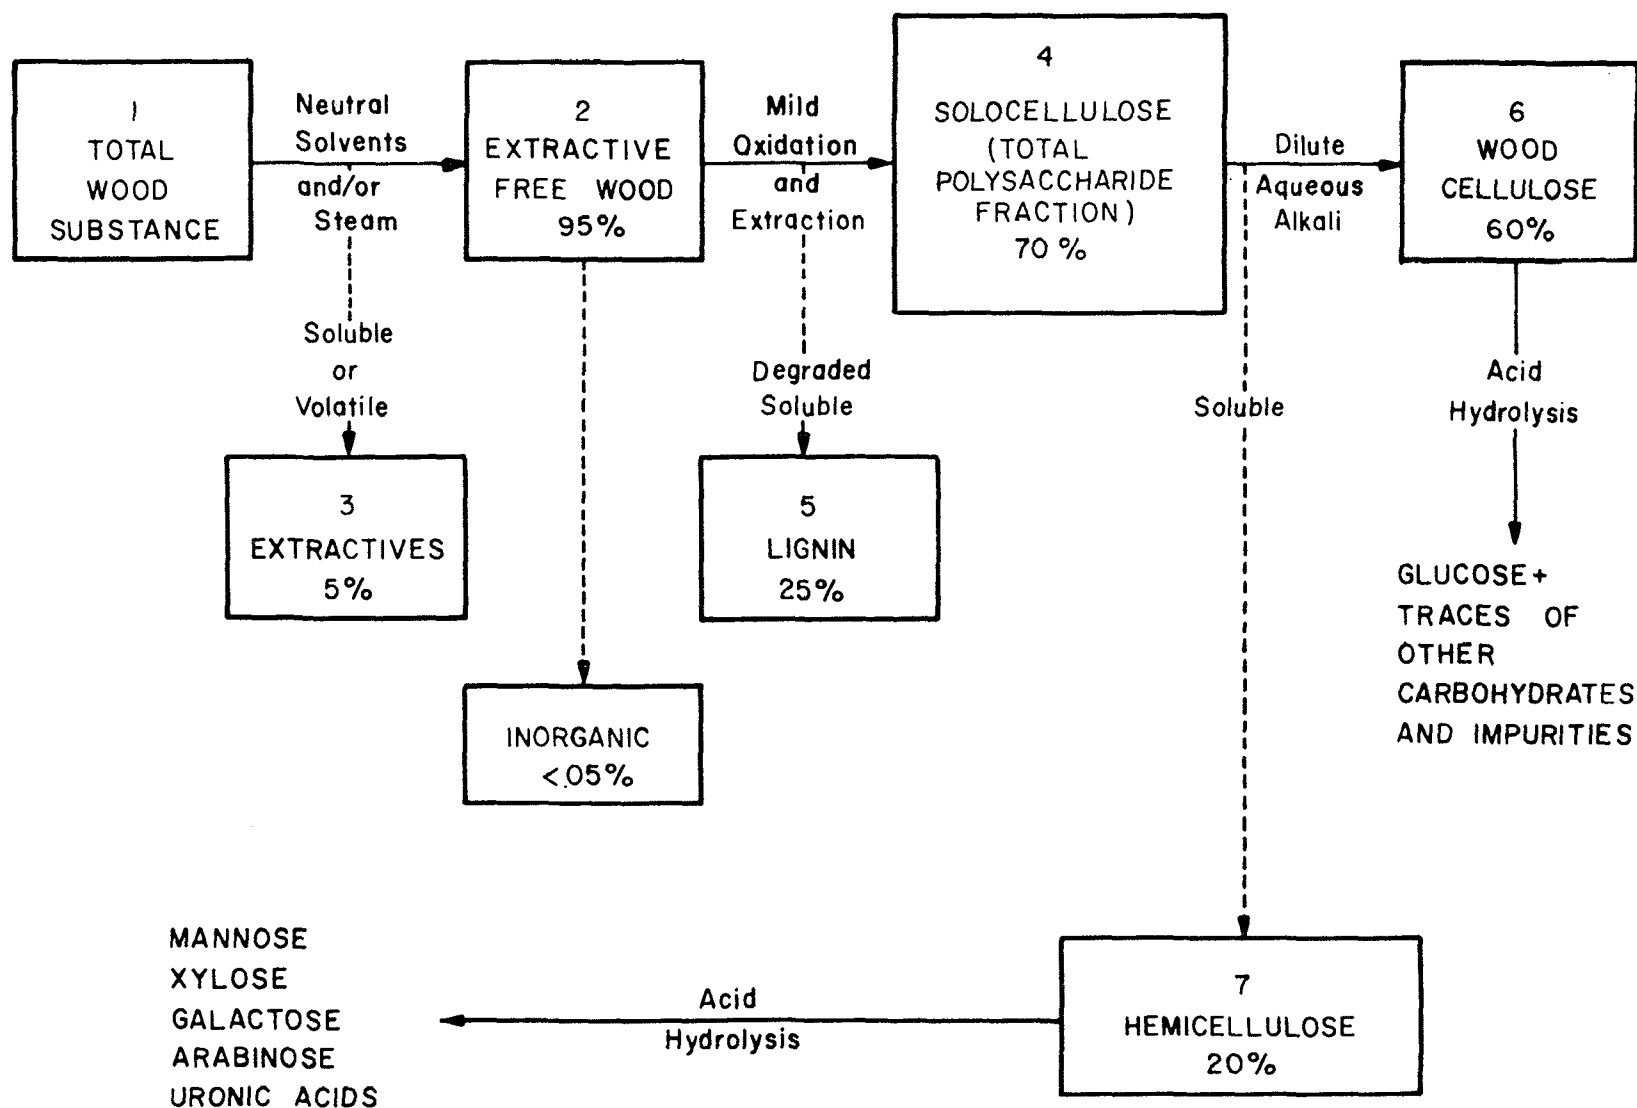 1
TOTAL
WOOD
SUBSTANCE
Neutral
Solvents
and/or
Steam
2
EXTRACTIVE
FREE WOOD
95%
Mild
Oxidation
and
Extraction
4
SOLOCELLULOSE
(TOTAL
POLYSACCHARIDE
FRACTION)
70%
Dilute
Aqueous
Alkali
6
WOOD
CELLULOSE
60%
Soluble
or
Volatile
3
EXTRACTIVES
5%
Degraded
Soluble
5
LIGNIN
25%
Soluble
Acid
Hydrolysis
GLUCOSE+
TRACES OF
OTHER
CARBOHYDRATES
AND IMPURITIES
INORGANIC
<.05%
7
HEMICELLULOSE
20%
Acid
Hydrolysis
MANNOSE
XYLOSE
GALACTOSE
ARABINOSE
URONIC ACIDS